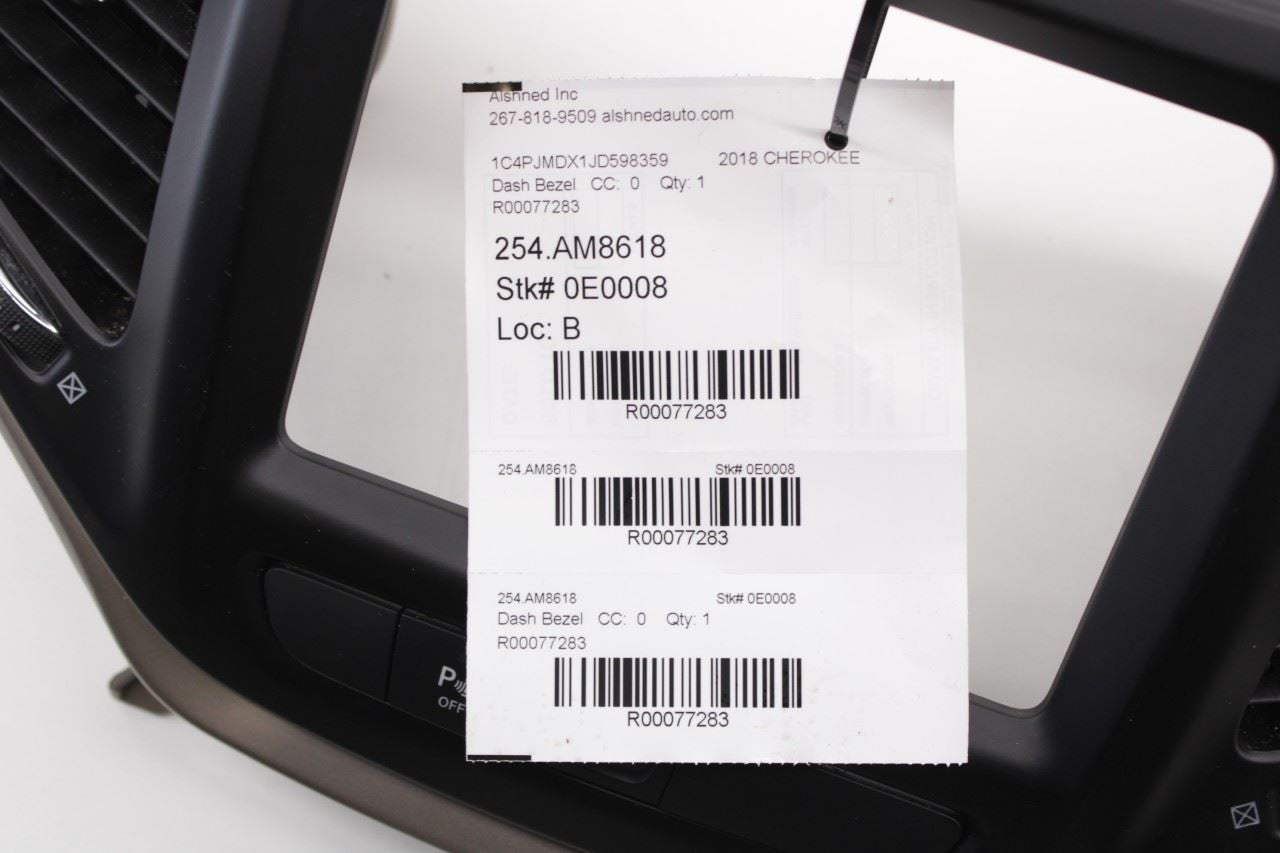 Alshned Inc
267-818-9509 alshnedauto.com
1C4PJMDX1JD598359 2018 CHEROKEE
Dash Bezel CC: 0 Qty: 1
R00077283
254.AM8618
Stk# 0E0008
Loc: B
R00077283
254.AM8618 Stk# 0E0008
R00077283
254.AM8618 Stk# 0E0008
Dash Bezel CC: 0 Qty: 1
R00077283
R00077283
P
OFF